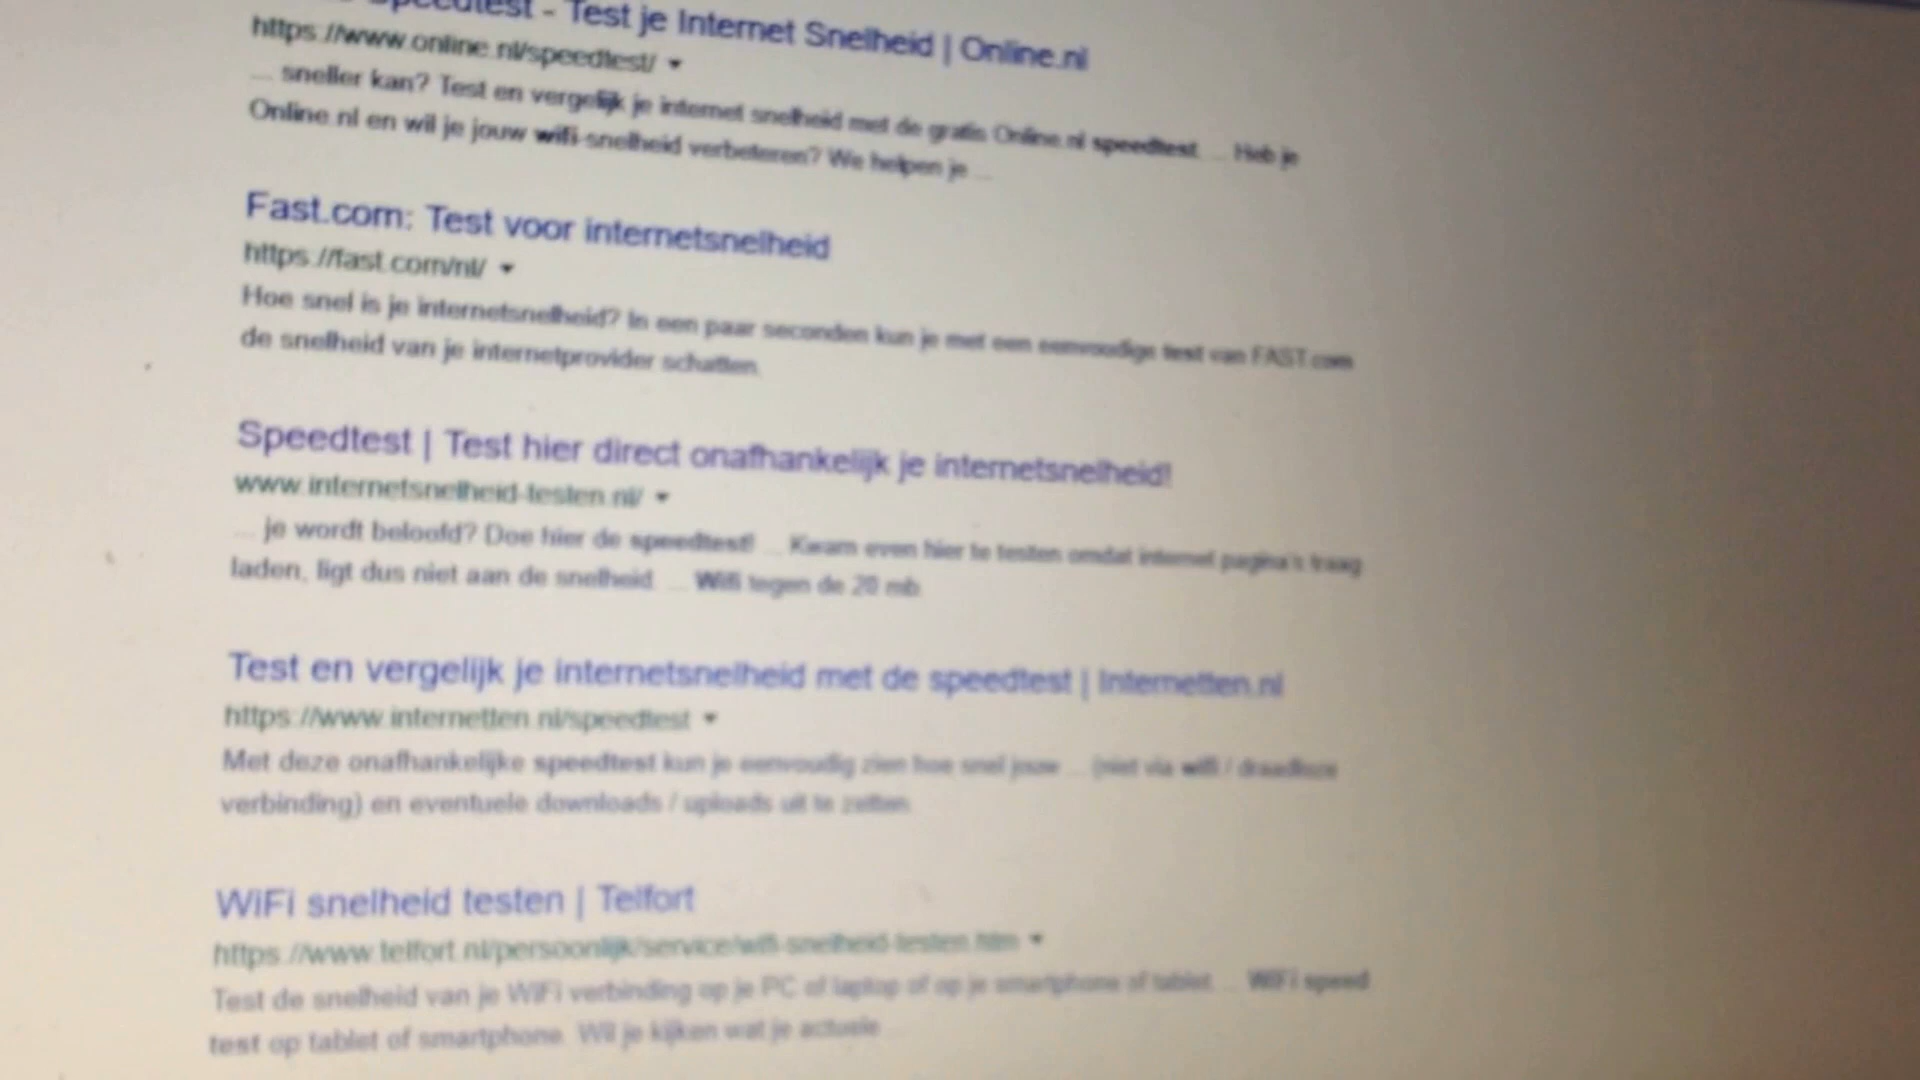 Speedtest - Test je Internet Snelheid | Online.nl
https://www.online.nl/speedtest/
... sneller kan? Test en vergelijk je internet snelheid met de gratis Online.nl speedtest. ... Heb je
Online.nl en wil je jouw wifi-snelheid verbeteren? We helpen je ...
Fast.com: Test voor internetsnelheid
https://fast.com/nl/
Hoe snel is je internetsnelheid? In een paar seconden kun je met een eenvoudige test van FAST.com
de snelheid van je internetprovider schatten.
Speedtest | Test hier direct onafhankelijk je internetsnelheid!
www.internetsnelheid-testen.nl/
... je wordt beloofd? Doe hier de speedtest! ... Kwam even hier te testen omdat internet pagina's traag
laden, ligt dus niet aan de snelheid. ... Wifi tegen de 20 mb.
Test en vergelijk je internetsnelheid met de speedtest | Internetten.nl
https://www.internetten.nl/speedtest
Met deze onafhankelijke speedtest kun je eenvoudig zien hoe snel jouw ... (niet via wifi / draadloze
verbinding) en eventuele downloads / uploads uit te zetten.
WiFi snelheid testen | Telfort
https://www.telfort.nl/persoonlijk/service/wifi-snelheid-testen.htm
Test de snelheid van je WiFi verbinding op je PC of laptop of op je smartphone of tablet. ... WiFi speed
test op tablet of smartphone. Wil je kijken wat je actuele ...